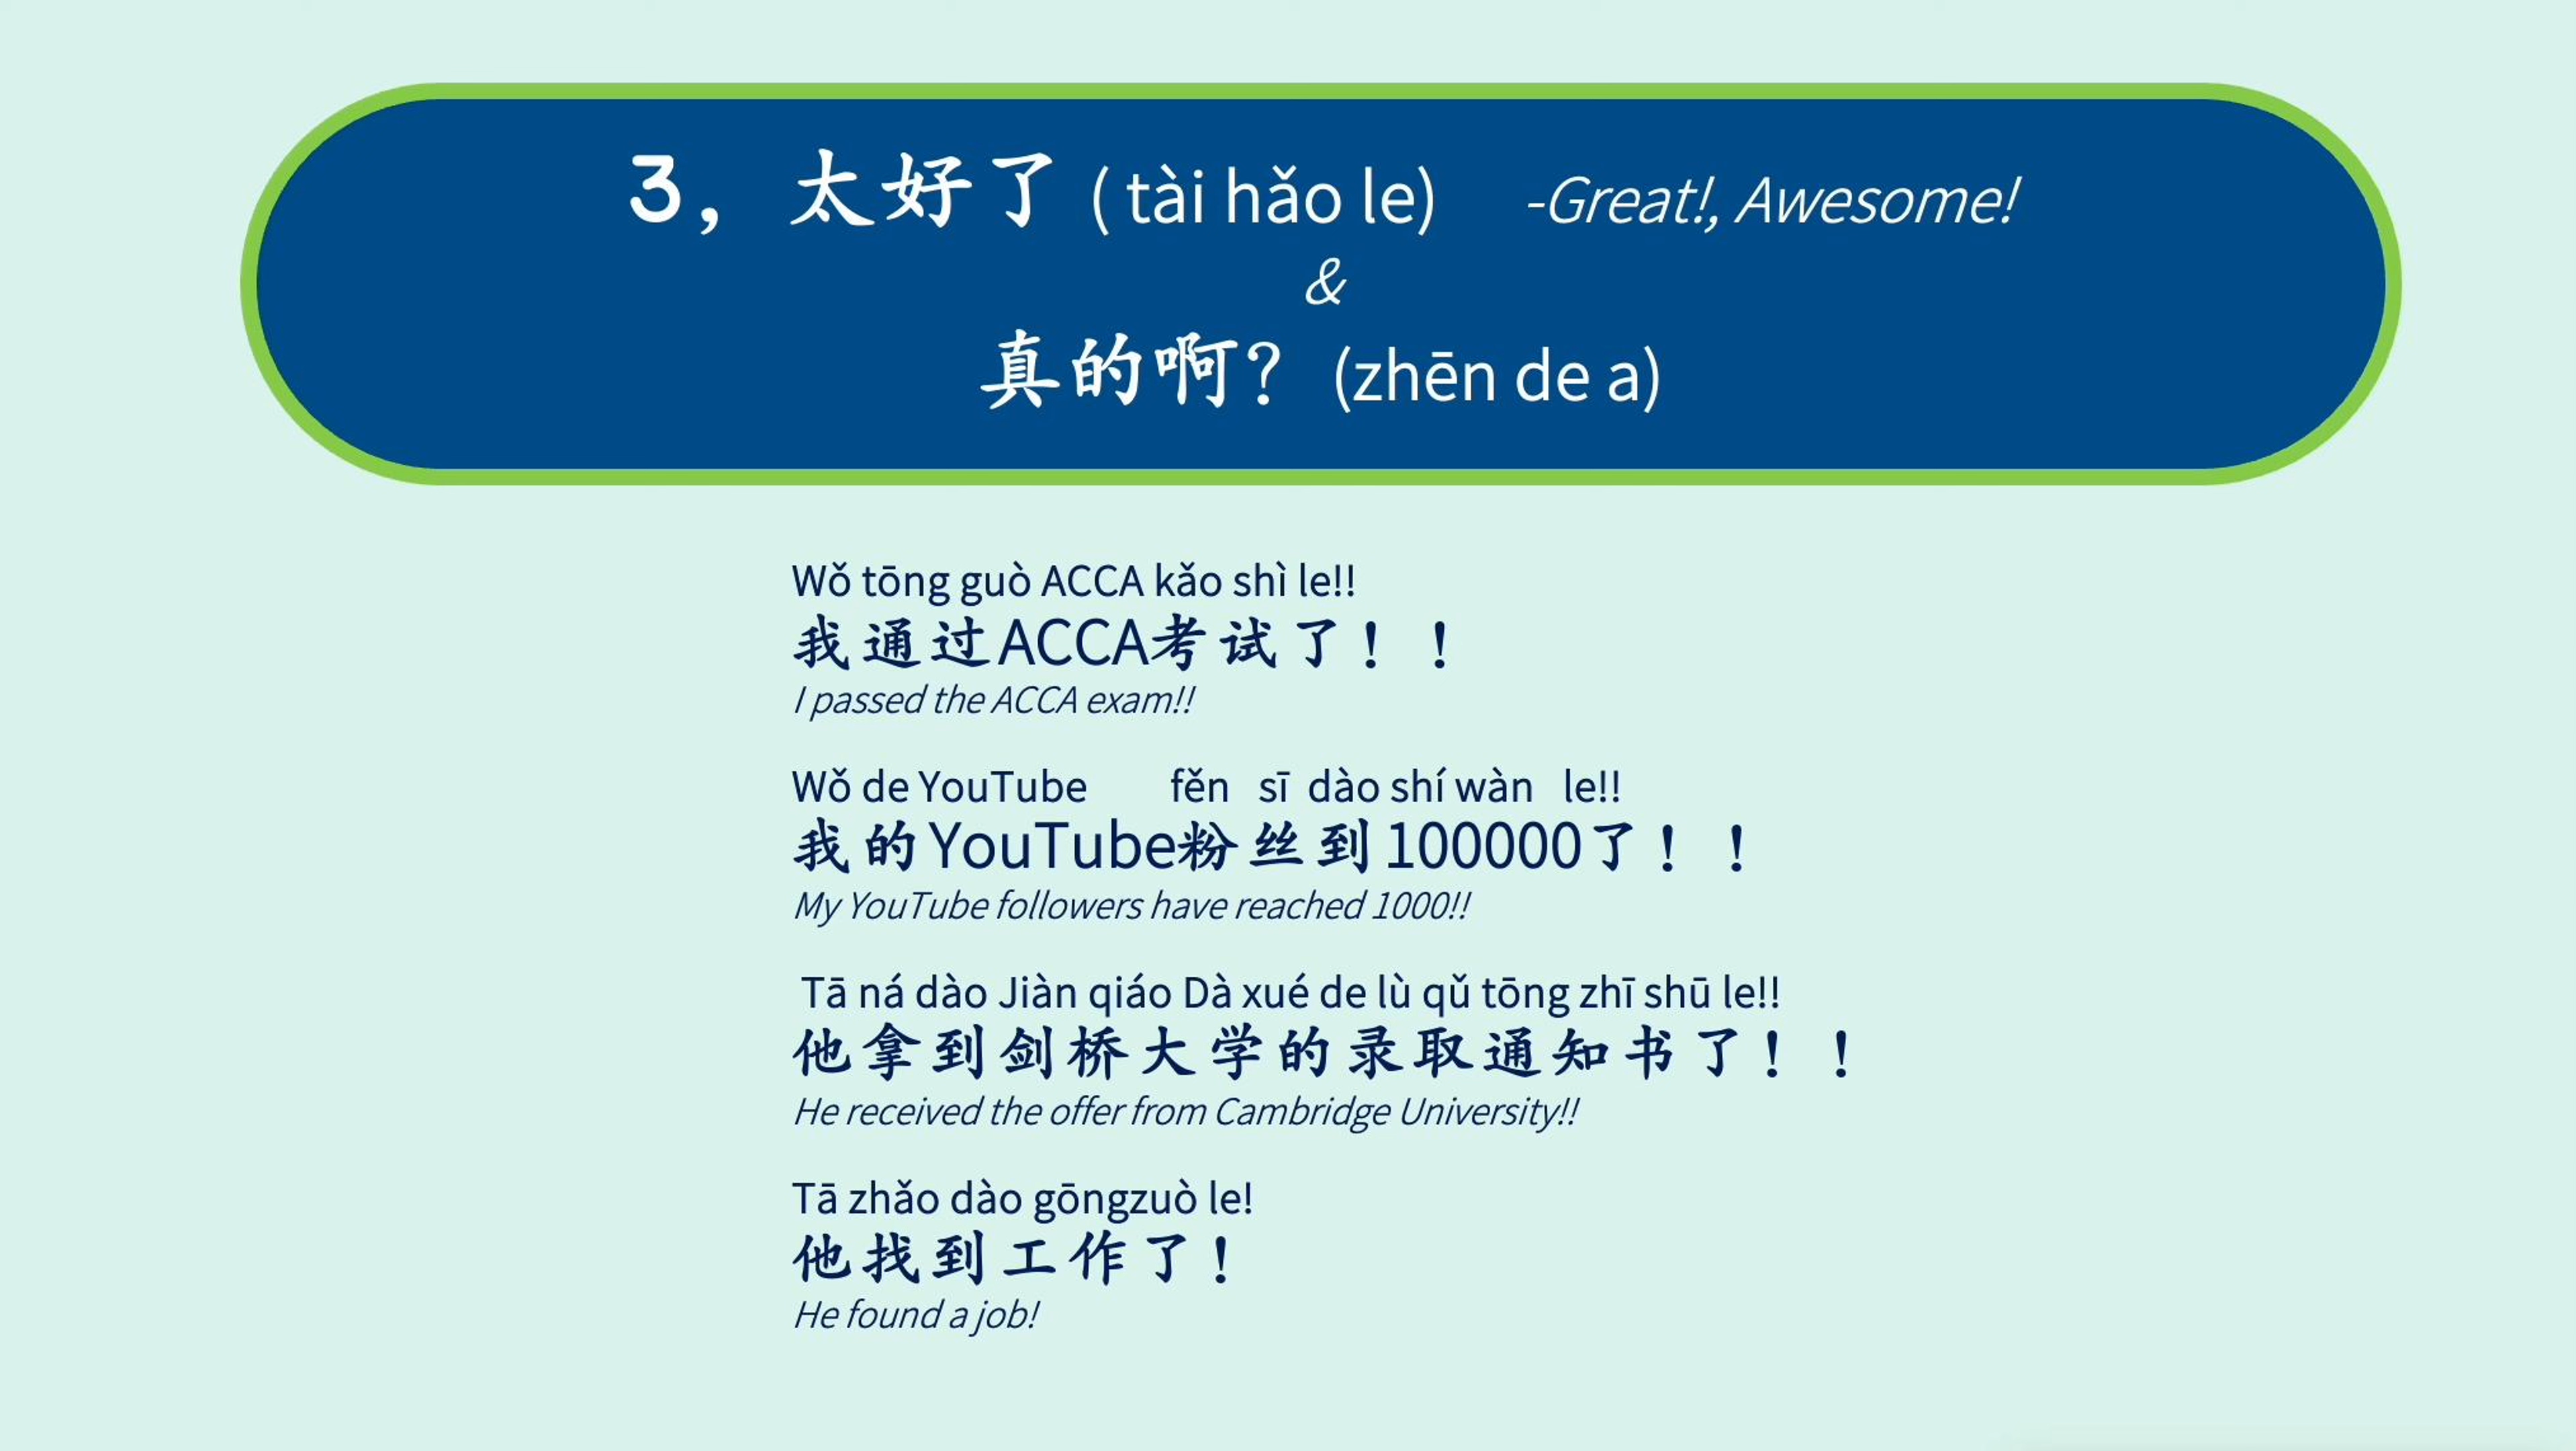 3，太好了 ( tài hǎo le) -Great!, Awesome!
&
真的啊？ (zhēn de a)
Wǒ tōng guò ACCA kǎo shì le!!
我通过ACCA考试了！！
I passed the ACCA exam!!
Wǒ de YouTube fěn sī dào shí wàn le!!
我的YouTube粉丝到100000了！！
My YouTube followers have reached 1000!!
Tā ná dào Jiàn qiáo Dà xué de lù qǔ tōng zhī shū le!!
他拿到剑桥大学的录取通知书了！！
He received the offer from Cambridge University!!
Tā zhǎo dào gōngzuò le!
他找到工作了！
He found a job!